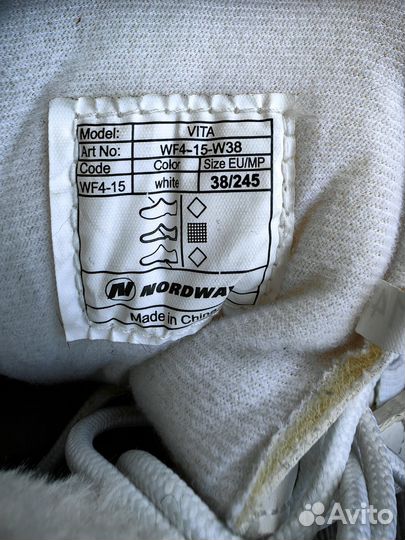 Model: VITA
Art No: WF4-15-W38
Code Color Size EU/MP
WF4-15 white 38/245
NORDWA
Made in China
Avito